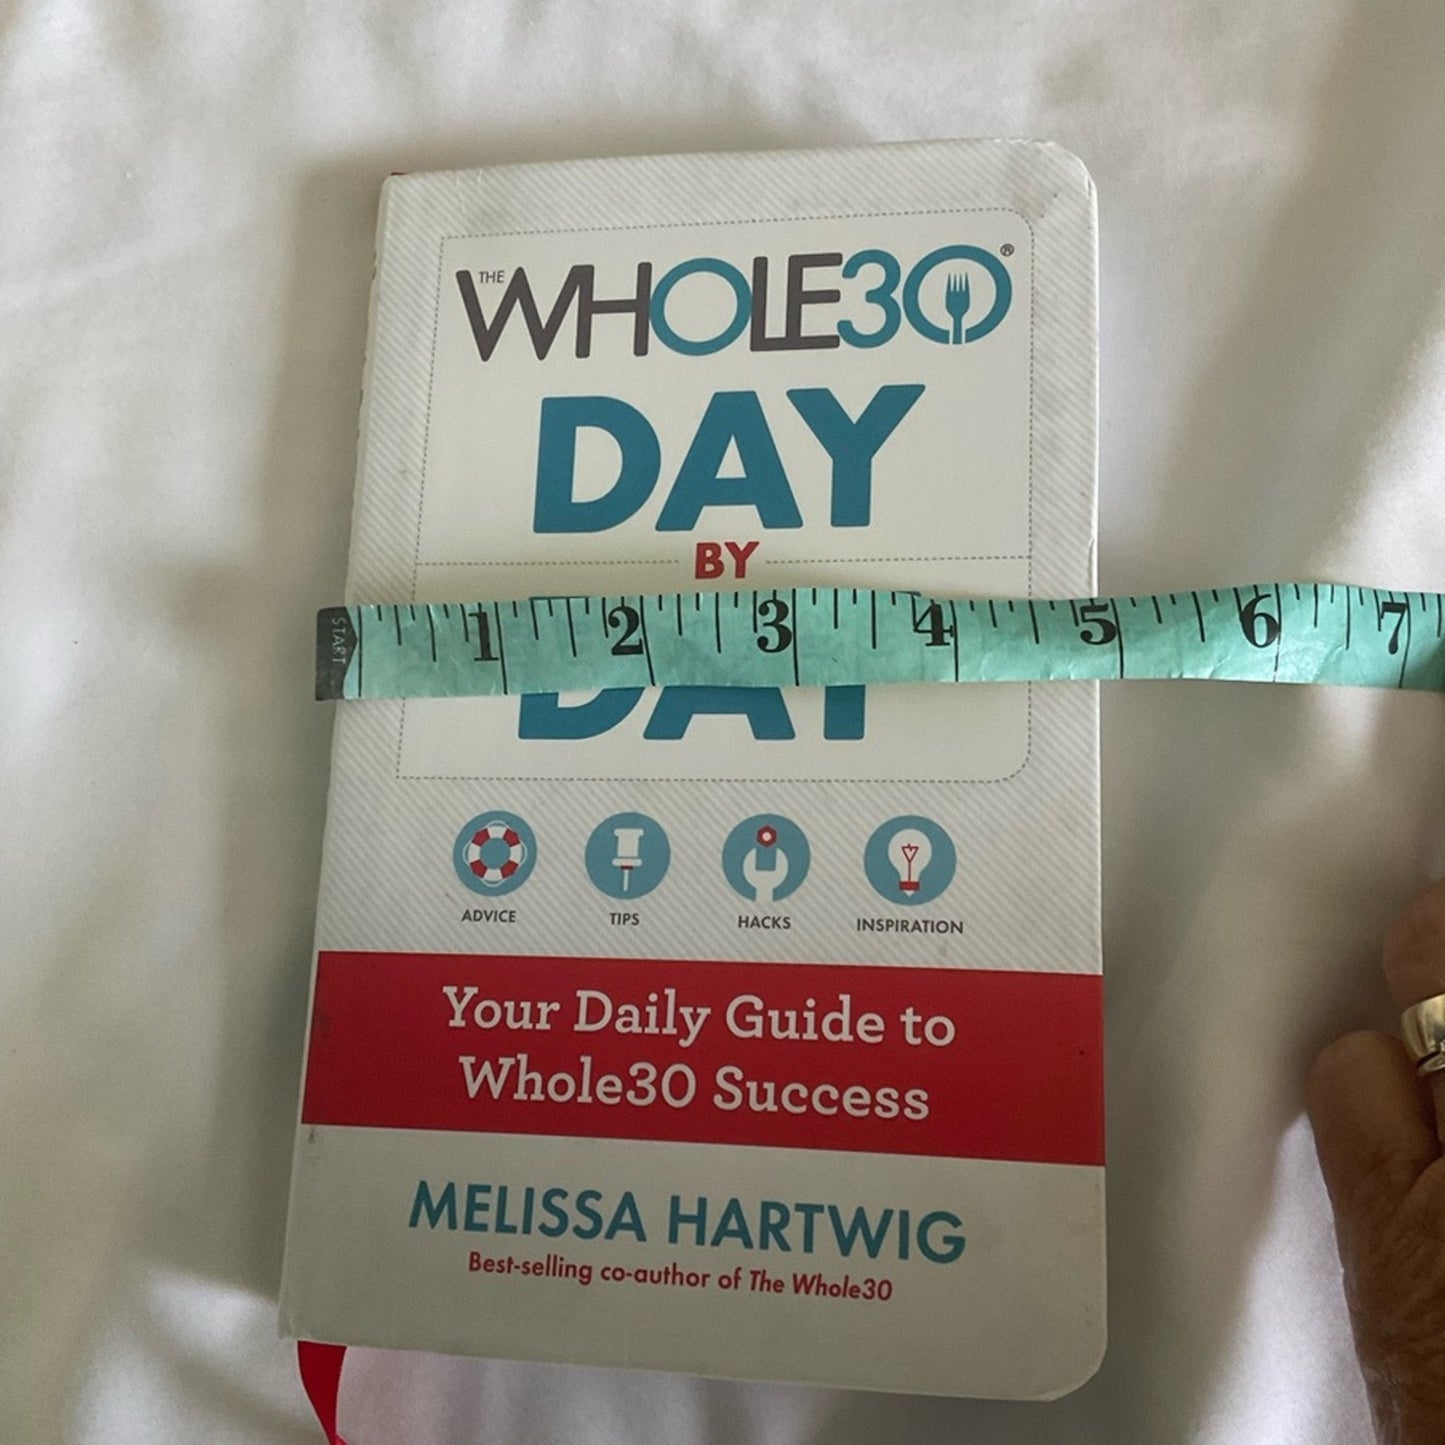 THE WHOLE30®
DAY
BY
DAY
START 1 2 3 4 5 6 7
ADVICE TIPS HACKS INSPIRATION
Your Daily Guide to
Whole30 Success
MELISSA HARTWIG
Best-selling co-author of The Whole30